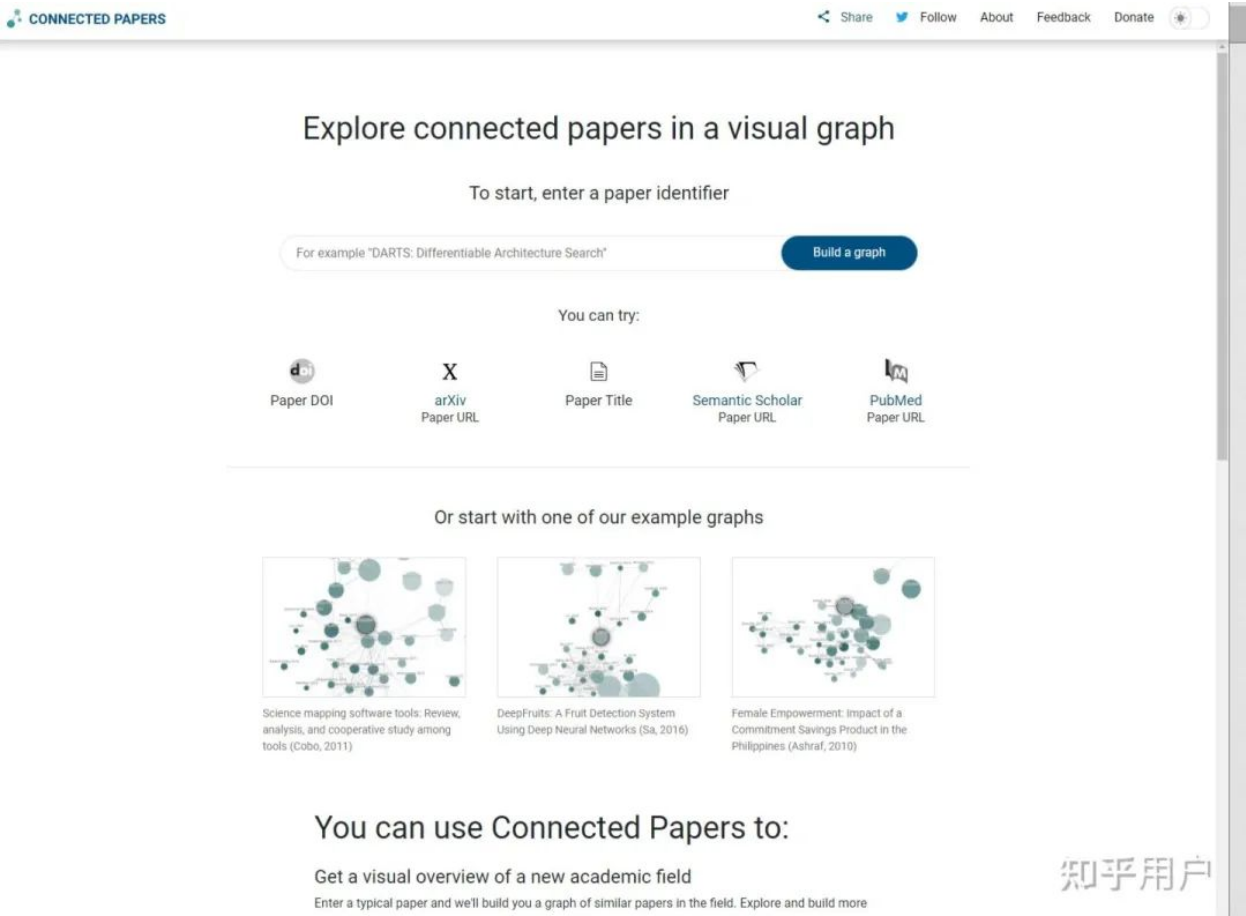 CONNECTED PAPERS
Share Follow About Feedback Donate
Explore connected papers in a visual graph
To start, enter a paper identifier
For example "DARTS: Differentiable Architecture Search"
Build a graph
You can try:
doi
Paper DOI
X
arXiv
Paper URL
Paper Title
Semantic Scholar
Paper URL
PubMed
Paper URL
Or start with one of our example graphs
Science mapping software tools: Review,
analysis, and cooperative study among
tools (Cobo, 2011)
DeepFruits: A Fruit Detection System
Using Deep Neural Networks (Sa, 2016)
Female Empowerment: Impact of a
Commitment Savings Product in the
Philippines (Ashraf, 2010)
You can use Connected Papers to:
Get a visual overview of a new academic field
Enter a typical paper and we'll build you a graph of similar papers in the field. Explore and build more
知乎用户